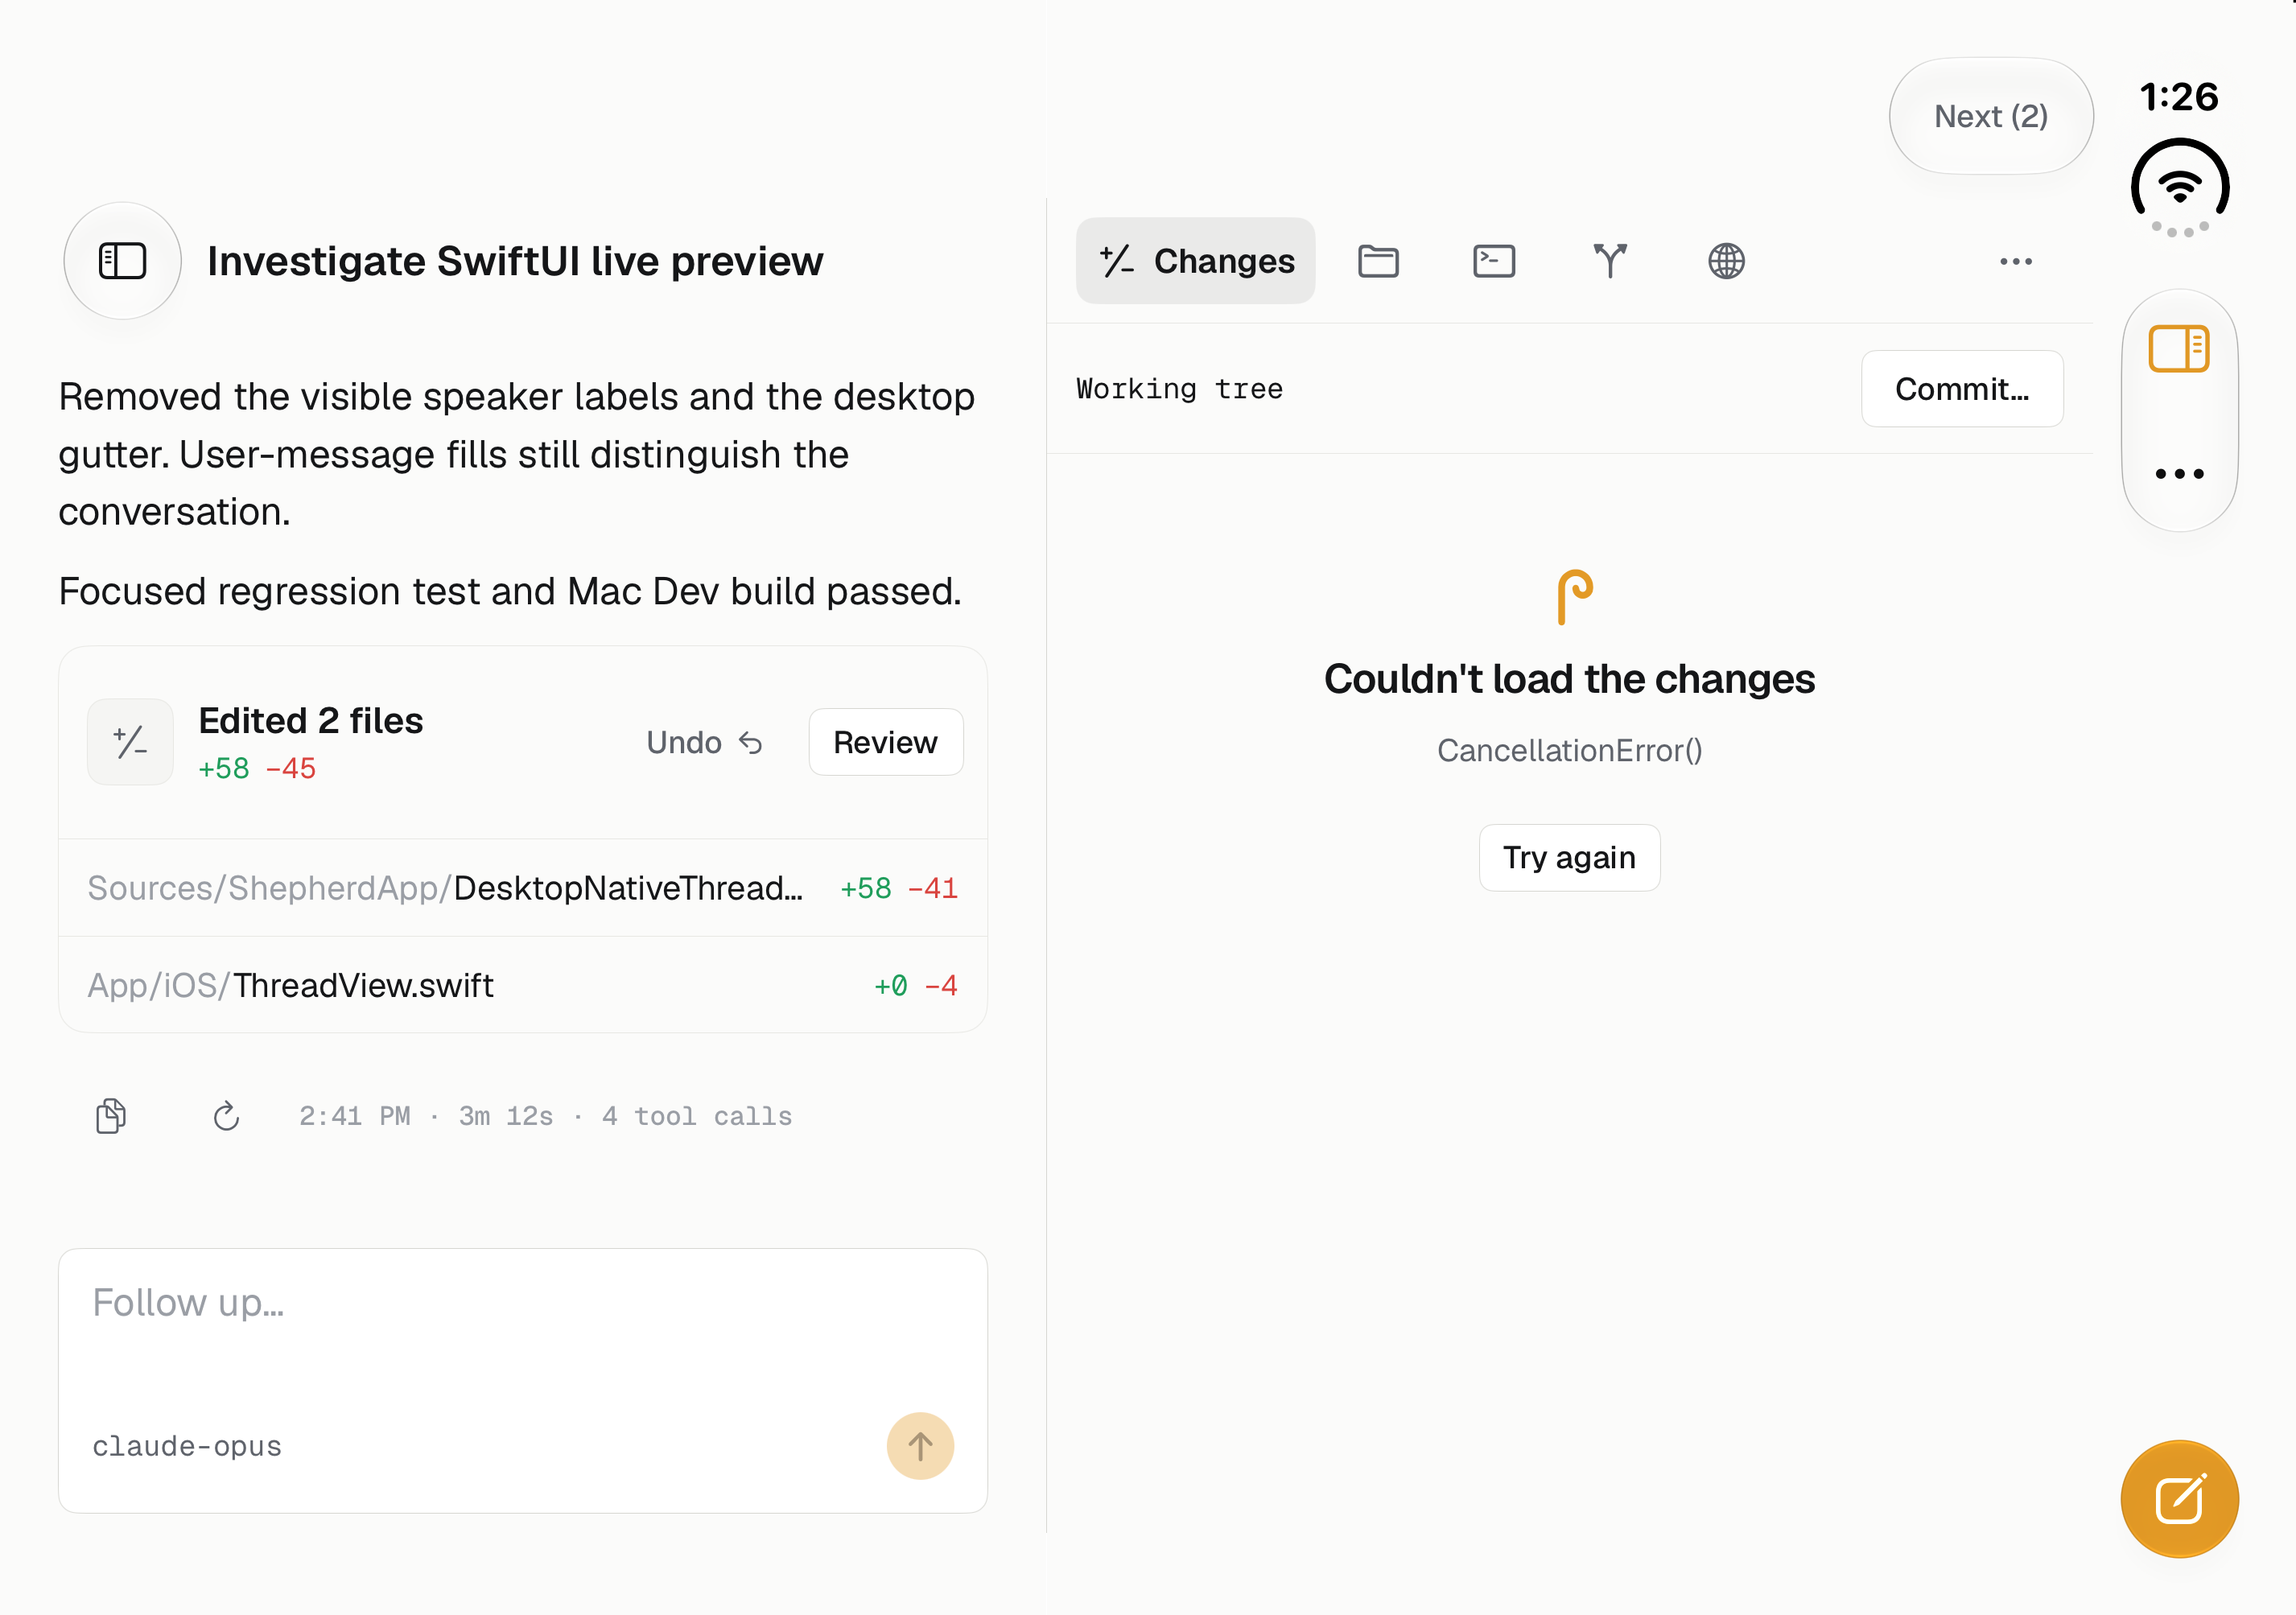 Next (2)
1:26
Investigate SwiftUI live preview
Changes
Removed the visible speaker labels and the desktop
gutter. User-message fills still distinguish the
conversation.
Focused regression test and Mac Dev build passed.
Edited 2 files
+58 −45
Undo
Review
Sources/ShepherdApp/DesktopNativeThread... +58 −41
App/iOS/ThreadView.swift +0 −4
2:41 PM · 3m 12s · 4 tool calls
Follow up...
claude-opus
Working tree
Commit...
Couldn't load the changes
CancellationError()
Try again